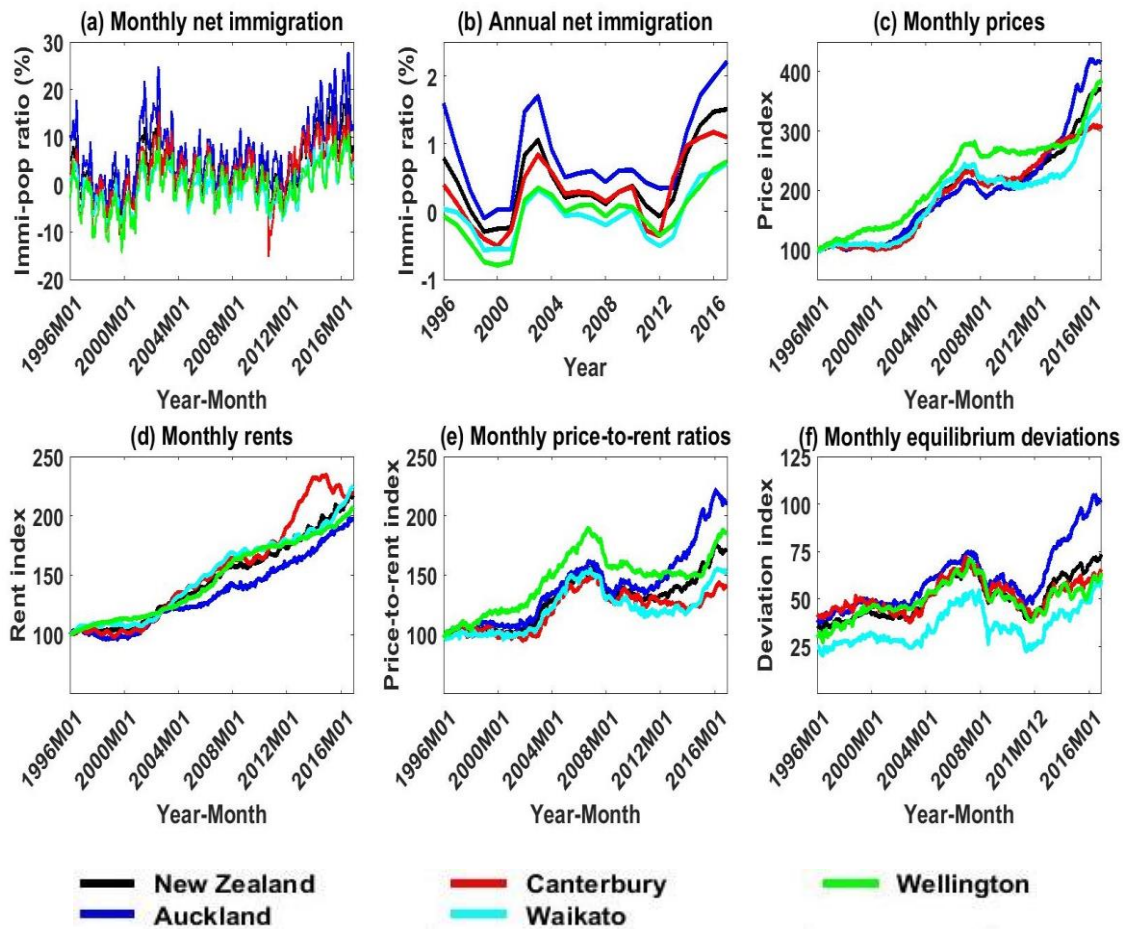 (a) Monthly net immigration
Immi-pop ratio (%)
30
20
10
0
-10
-20
1996M01
2000M01
2004M01
2008M01
2012M01
2016M01
Year-Month
(b) Annual net immigration
Immi-pop ratio (%)
2
1
0
-1
1996
2000
2004
2008
2012
2016
Year
(c) Monthly prices
Price index
400
300
200
100
1996M01
2000M01
2004M01
2008M01
2012M01
2016M01
Year-Month
(d) Monthly rents
Rent index
250
200
150
100
1996M01
2000M01
2004M01
2008M01
2012M01
2016M01
Year-Month
(e) Monthly price-to-rent ratios
Price-to-rent index
250
200
150
100
1996M01
2000M01
2004M01
2008M01
2012M01
2016M01
Year-Month
(f) Monthly equilibrium deviations
Deviation index
125
100
75
50
25
1996M01
2000M01
2004M01
2008M01
201M012
2016M01
Year-Month
New Zealand
Canterbury
Wellington
Auckland
Waikato